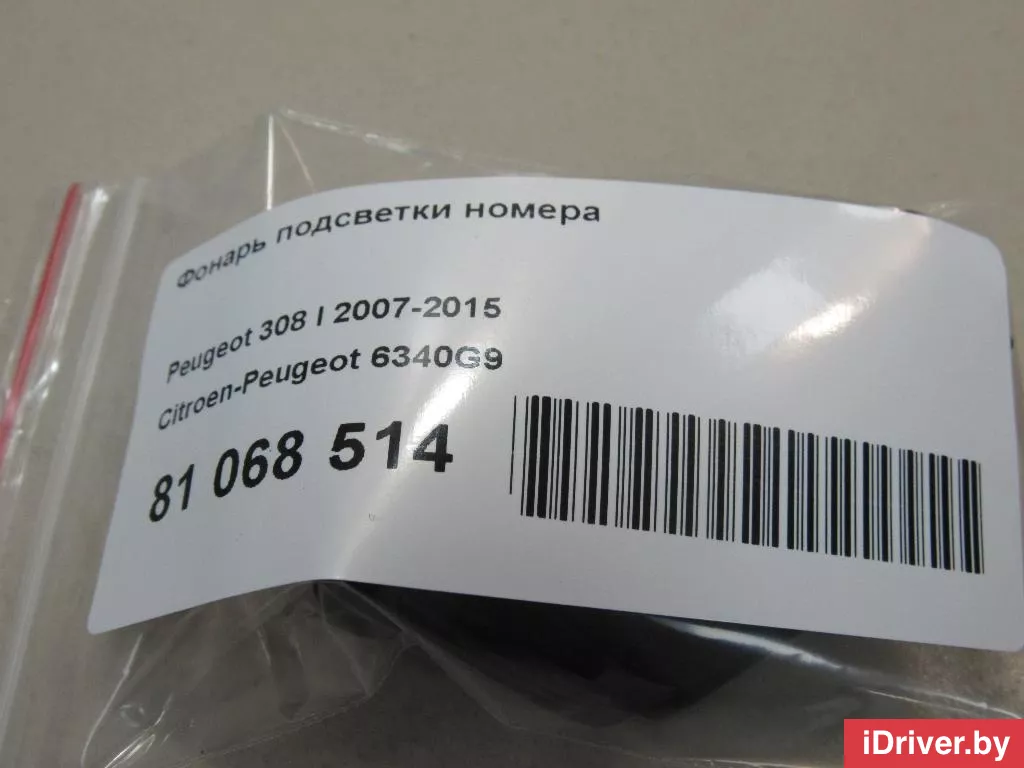 Фонарь подсветки номера
Peugeot 308 I 2007-2015
Citroen-Peugeot 6340G9
81 068 514
iDriver.by